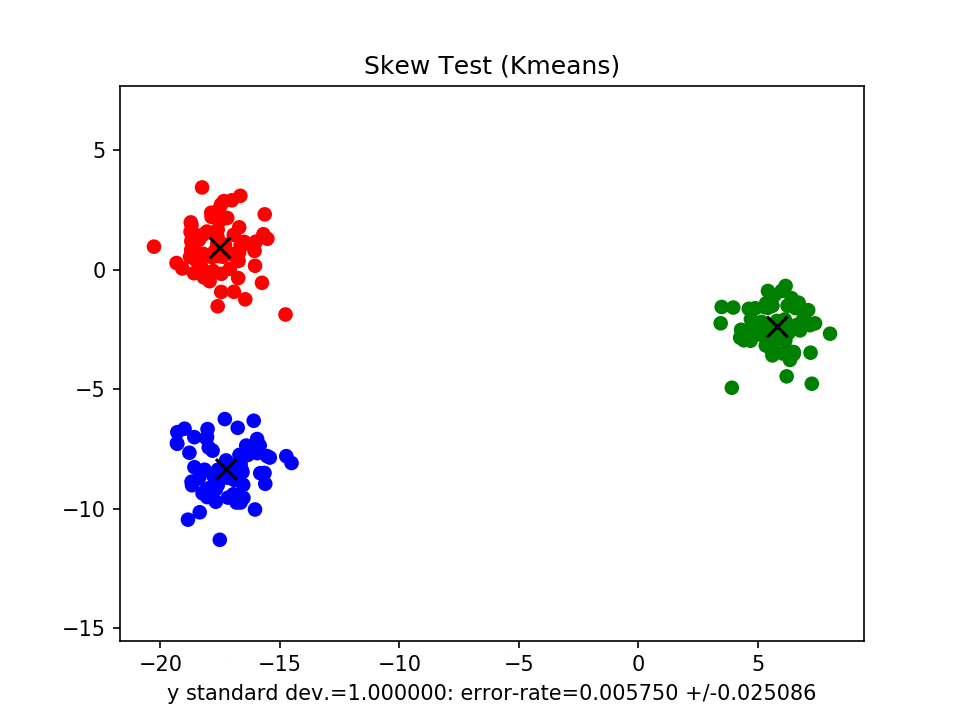 Skew Test (Kmeans)
5
0
−5
−10
−15
−20 −15 −10 −5 0 5
y standard dev.=1.000000: error-rate=0.005750 +/-0.025086